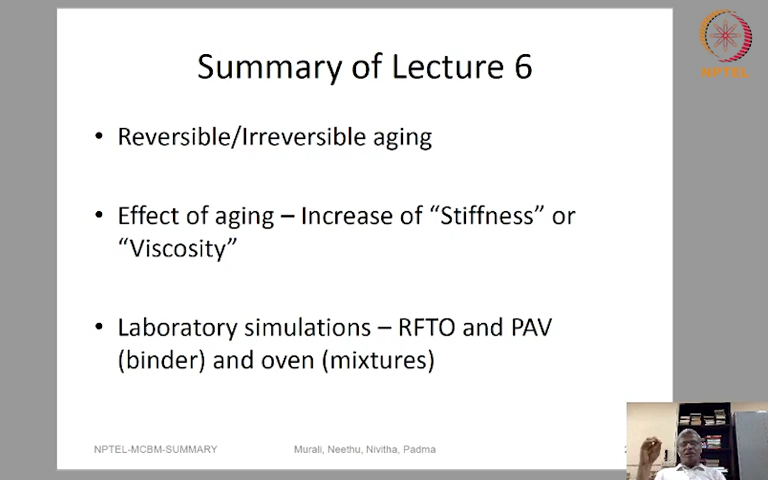 Summary of Lecture 6
NPTEL
• Reversible/Irreversible aging
• Effect of aging – Increase of “Stiffness” or
“Viscosity”
• Laboratory simulations – RFTO and PAV
(binder) and oven (mixtures)
NPTEL-MCBM-SUMMARY
Murali, Neethu, Nivitha, Padma